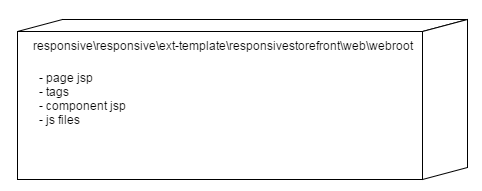 responsive\responsive\ext-template\responsivestorefront\web\webroot
- page jsp
- tags
- component jsp
- js files